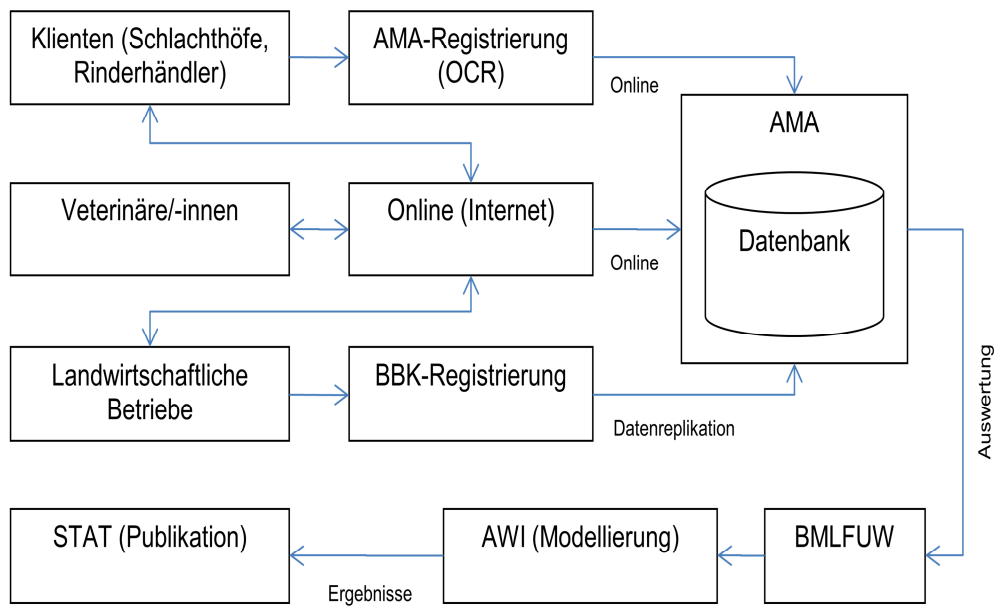 Klienten (Schlachthöfe,
Rinderhändler)
AMA-Registrierung
(OCR)
Online
AMA
Veterinäre/-innen
Online (Internet)
Datenbank
Online
Landwirtschaftliche
Betriebe
BBK-Registrierung
Datenreplikation
Auswertung
STAT (Publikation)
AWI (Modellierung)
BMLFUW
Ergebnisse